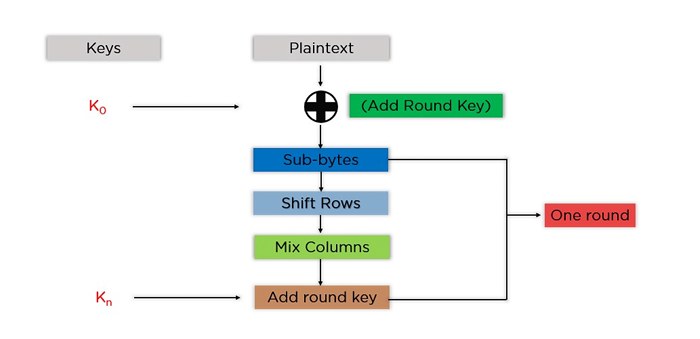 Keys
Plaintext
K0
(Add Round Key)
Sub-bytes
Shift Rows
One round
Mix Columns
Kn
Add round key